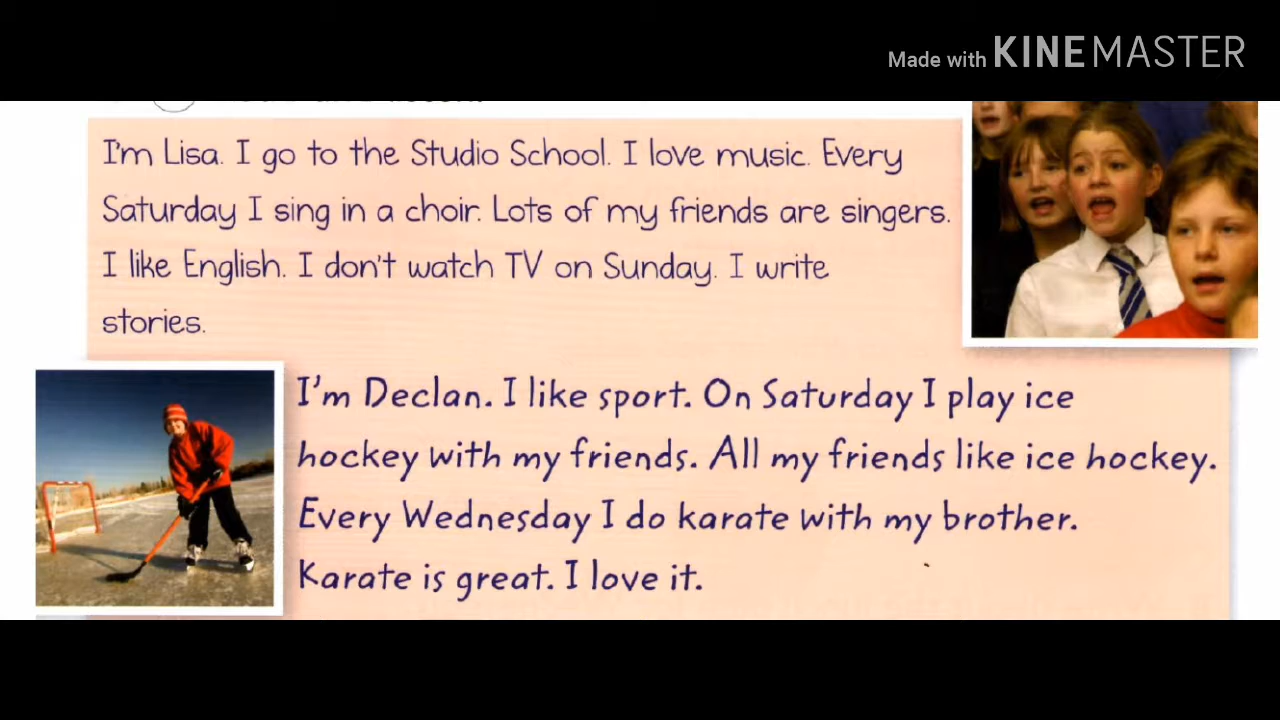 Made with KINEMASTER
I'm Lisa. I go to the Studio School. I love music. Every
Saturday I sing in a choir. Lots of my friends are singers.
I like English. I don't watch TV on Sunday. I write
stories.
I'm Declan. I like sport. On Saturday I play ice
hockey with my friends. All my friends like ice hockey.
Every Wednesday I do karate with my brother.
Karate is great. I love it.